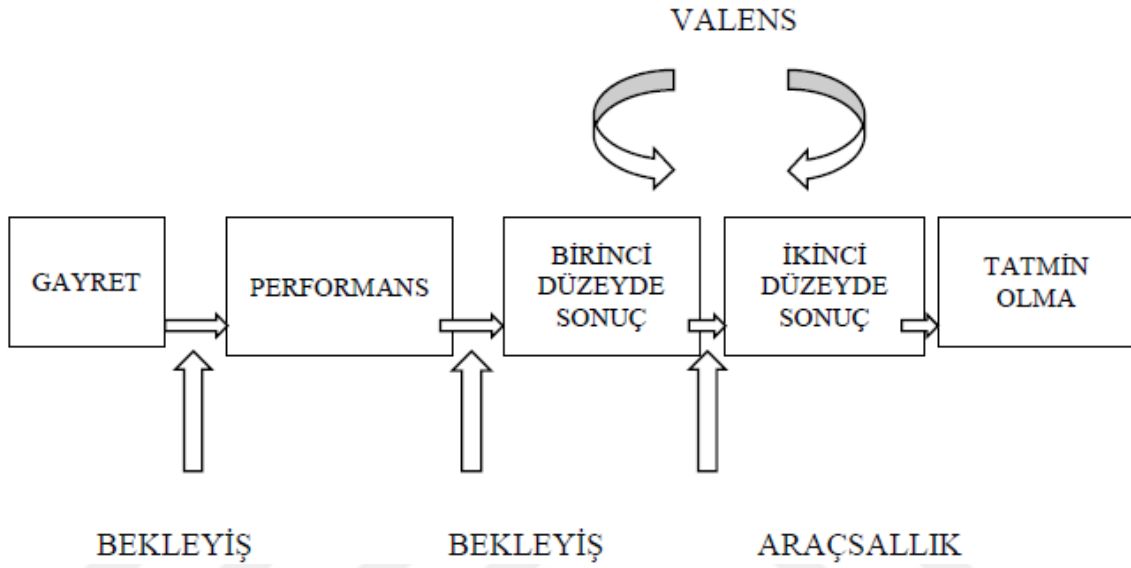 VALENS
GAYRET
PERFORMANS
BİRİNCİ
DÜZEYDE
SONUÇ
İKİNCİ
DÜZEYDE
SONUÇ
TATMİN
OLMA
BEKLEYİŞ
BEKLEYİŞ
ARAÇSALLIK